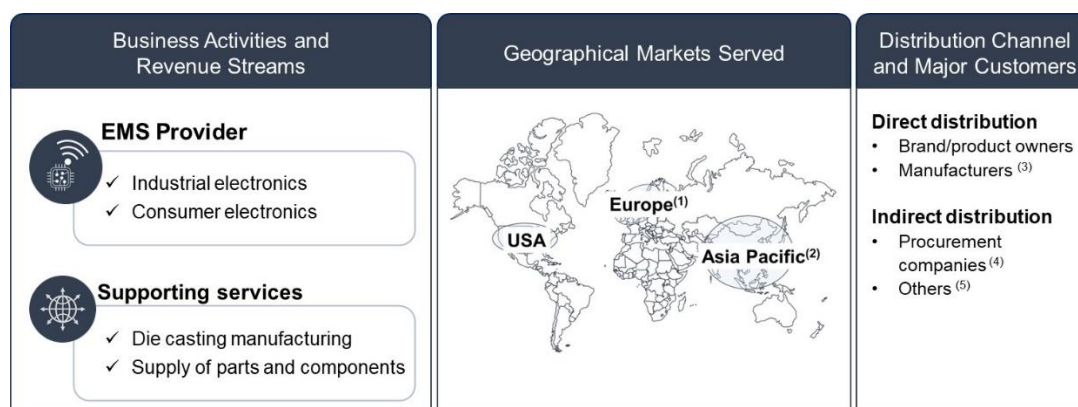 Business Activities and
Revenue Streams
EMS Provider
✓ Industrial electronics
✓ Consumer electronics
Supporting services
✓ Die casting manufacturing
✓ Supply of parts and components
Geographical Markets Served
Europe(1)
USA
Asia Pacific(2)
Distribution Channel
and Major Customers
Direct distribution
• Brand/product owners
• Manufacturers (3)
Indirect distribution
• Procurement
companies (4)
• Others (5)